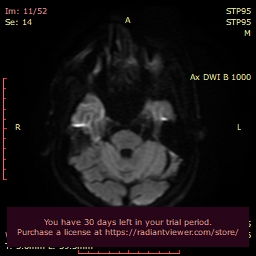 Im: 11/52
Se: 14
A
STP95
STP95
M
Ax DWI B 1000
R
L
You have 30 days left in your trial period.
Purchase a license at https://radiantviewer.com/store/